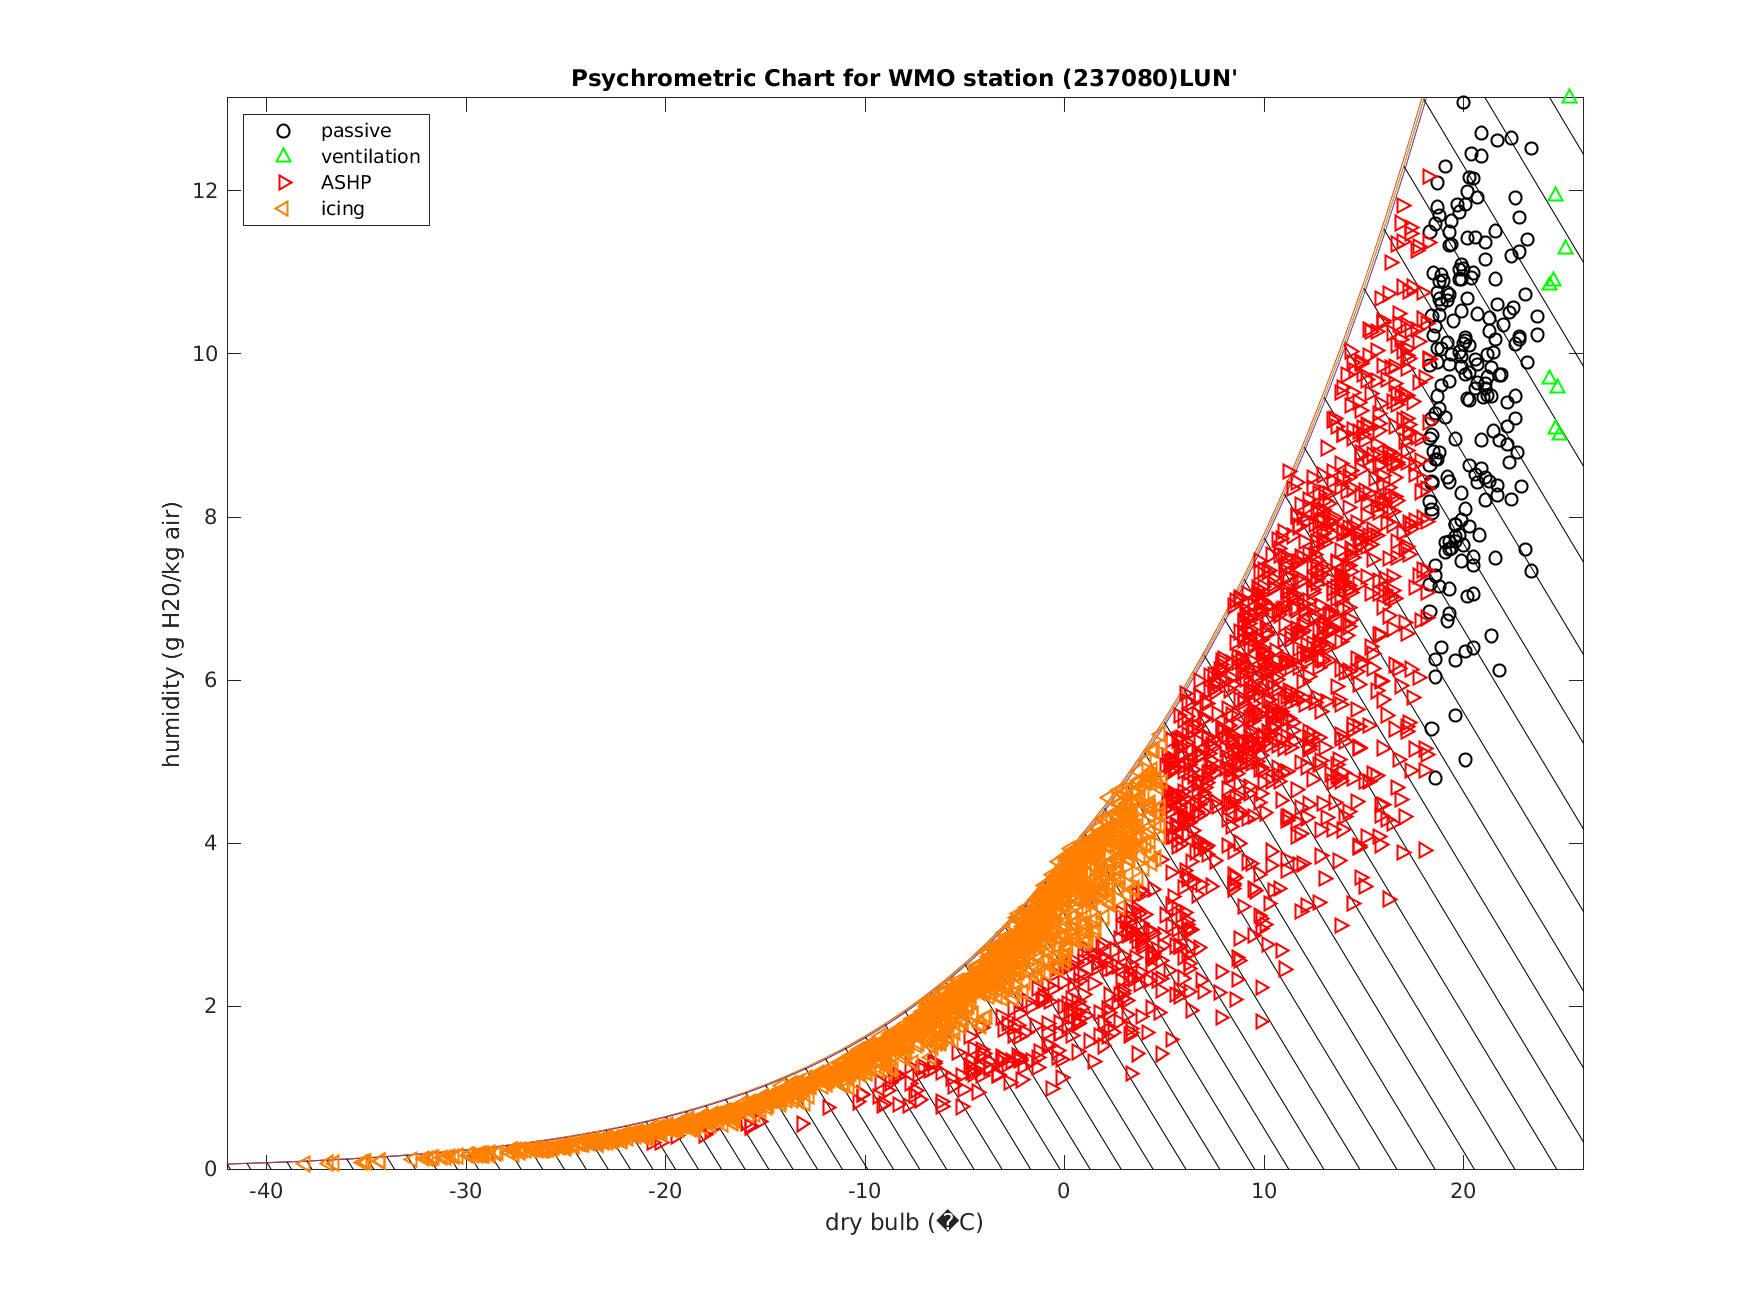 Psychrometric Chart for WMO station (237080)LUN'
passive
ventilation
ASHP
icing
humidity (g H20/kg air)
12
10
8
6
4
2
0
-40 -30 -20 -10 0 10 20
dry bulb (�C)